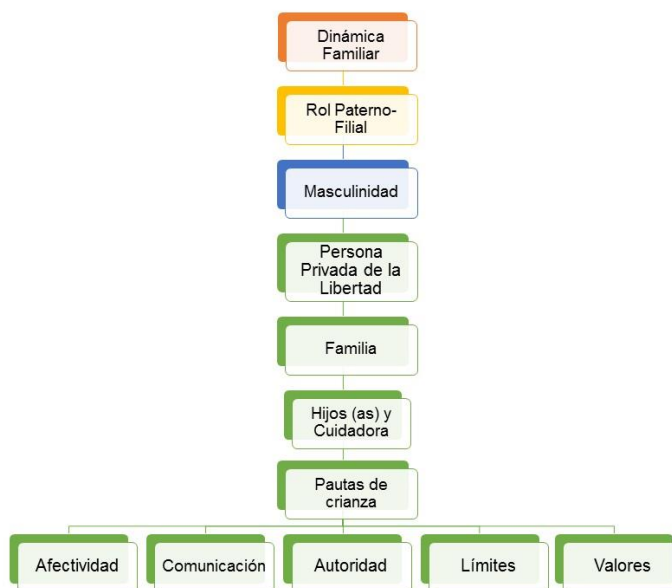 Dinámica
Familiar
Rol Paterno-
Filial
Masculinidad
Persona
Privada de la
Libertad
Familia
Hijos (as) y
Cuidadora
Pautas de
crianza
Afectividad
Comunicación
Autoridad
Límites
Valores